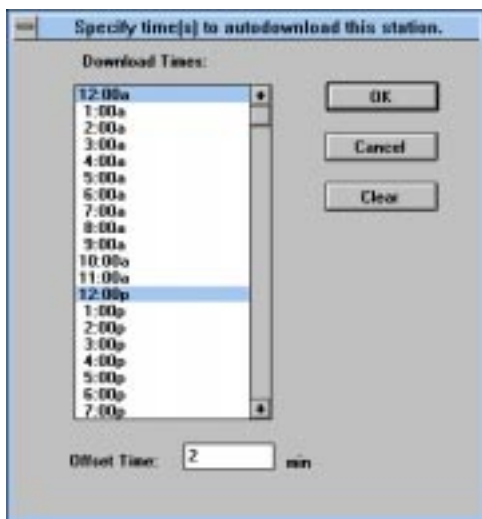 Specify time(s) to autodownload this station.
Download Times:
12:00a
1:00a
2:00a
3:00a
4:00a
5:00a
6:00a
7:00a
8:00a
9:00a
10:00a
11:00a
12:00p
1:00p
2:00p
3:00p
4:00p
5:00p
6:00p
7:00p
OK
Cancel
Clear
Offset Time: 2 min